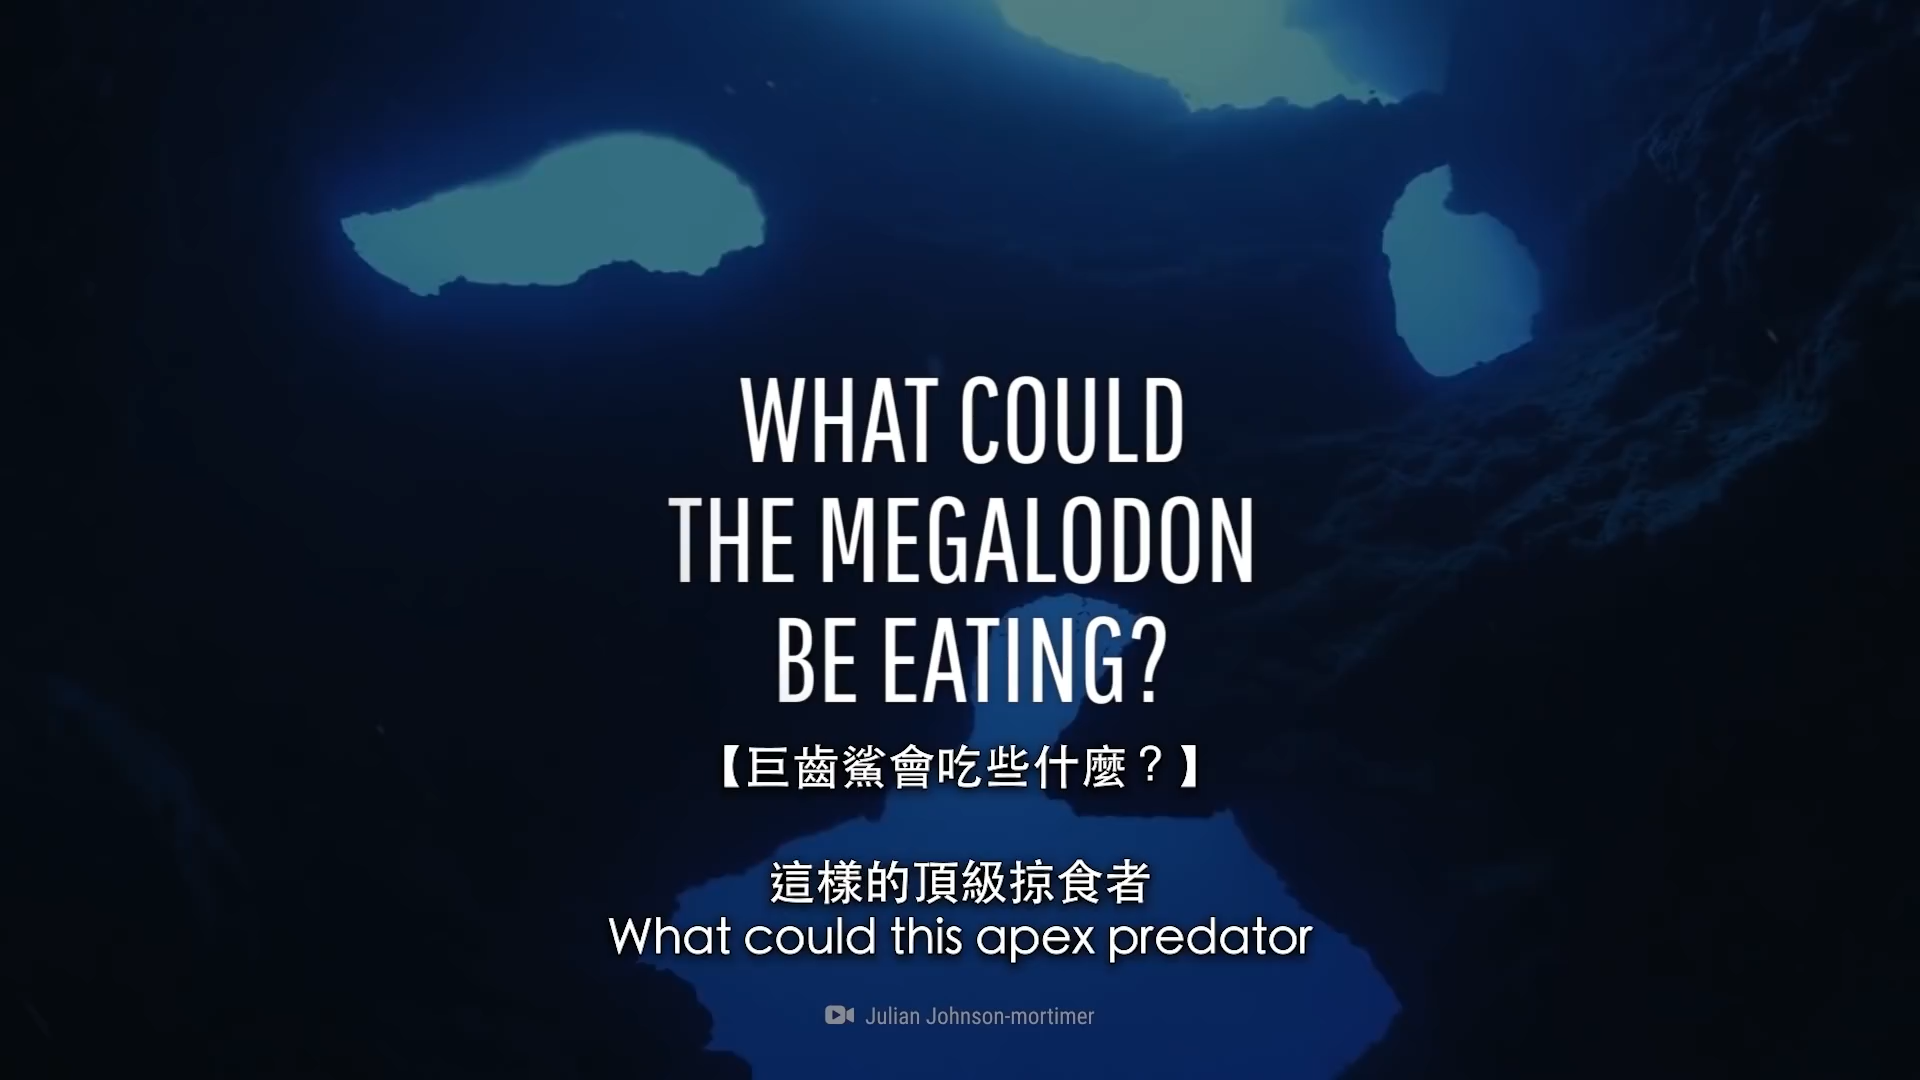 WHAT COULD
THE MEGALODON
BE EATING?
【巨齒鯊會吃些什麼？】
這樣的頂級掠食者
What could this apex predator
Julian Johnson-mortimer